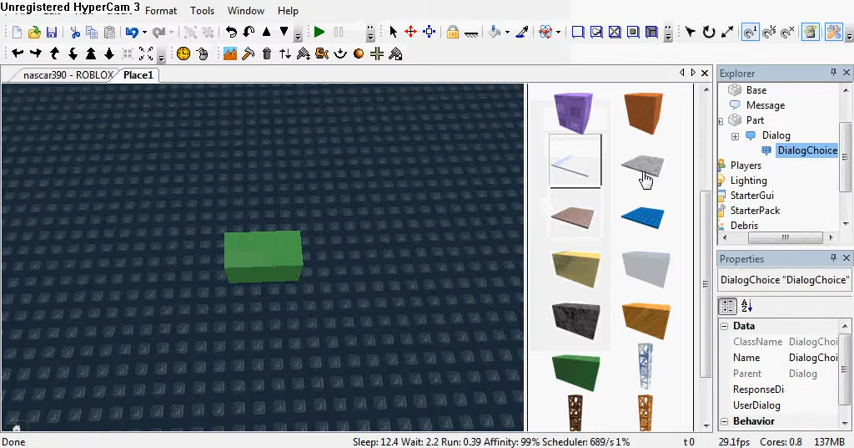 Unregistered HyperCam 3
Format
Tools
Window
Help
nascar390 - ROBLOX
Place1
Explorer
Base
Message
Part
Dialog
DialogChoice
Players
Lighting
StarterGui
StarterPack
Debris
Properties
DialogChoice "DialogChoice"
Data
ClassName DialogChoi
Name DialogChoi
Parent Dialog
ResponseDi
UserDialog
Behavior
Done
Sleep: 12.4 Wait: 2.2 Run: 0.39 Affinity: 99% Scheduler: 689/s 1%
t 0
29.1fps
Cores: 0.8
137MB